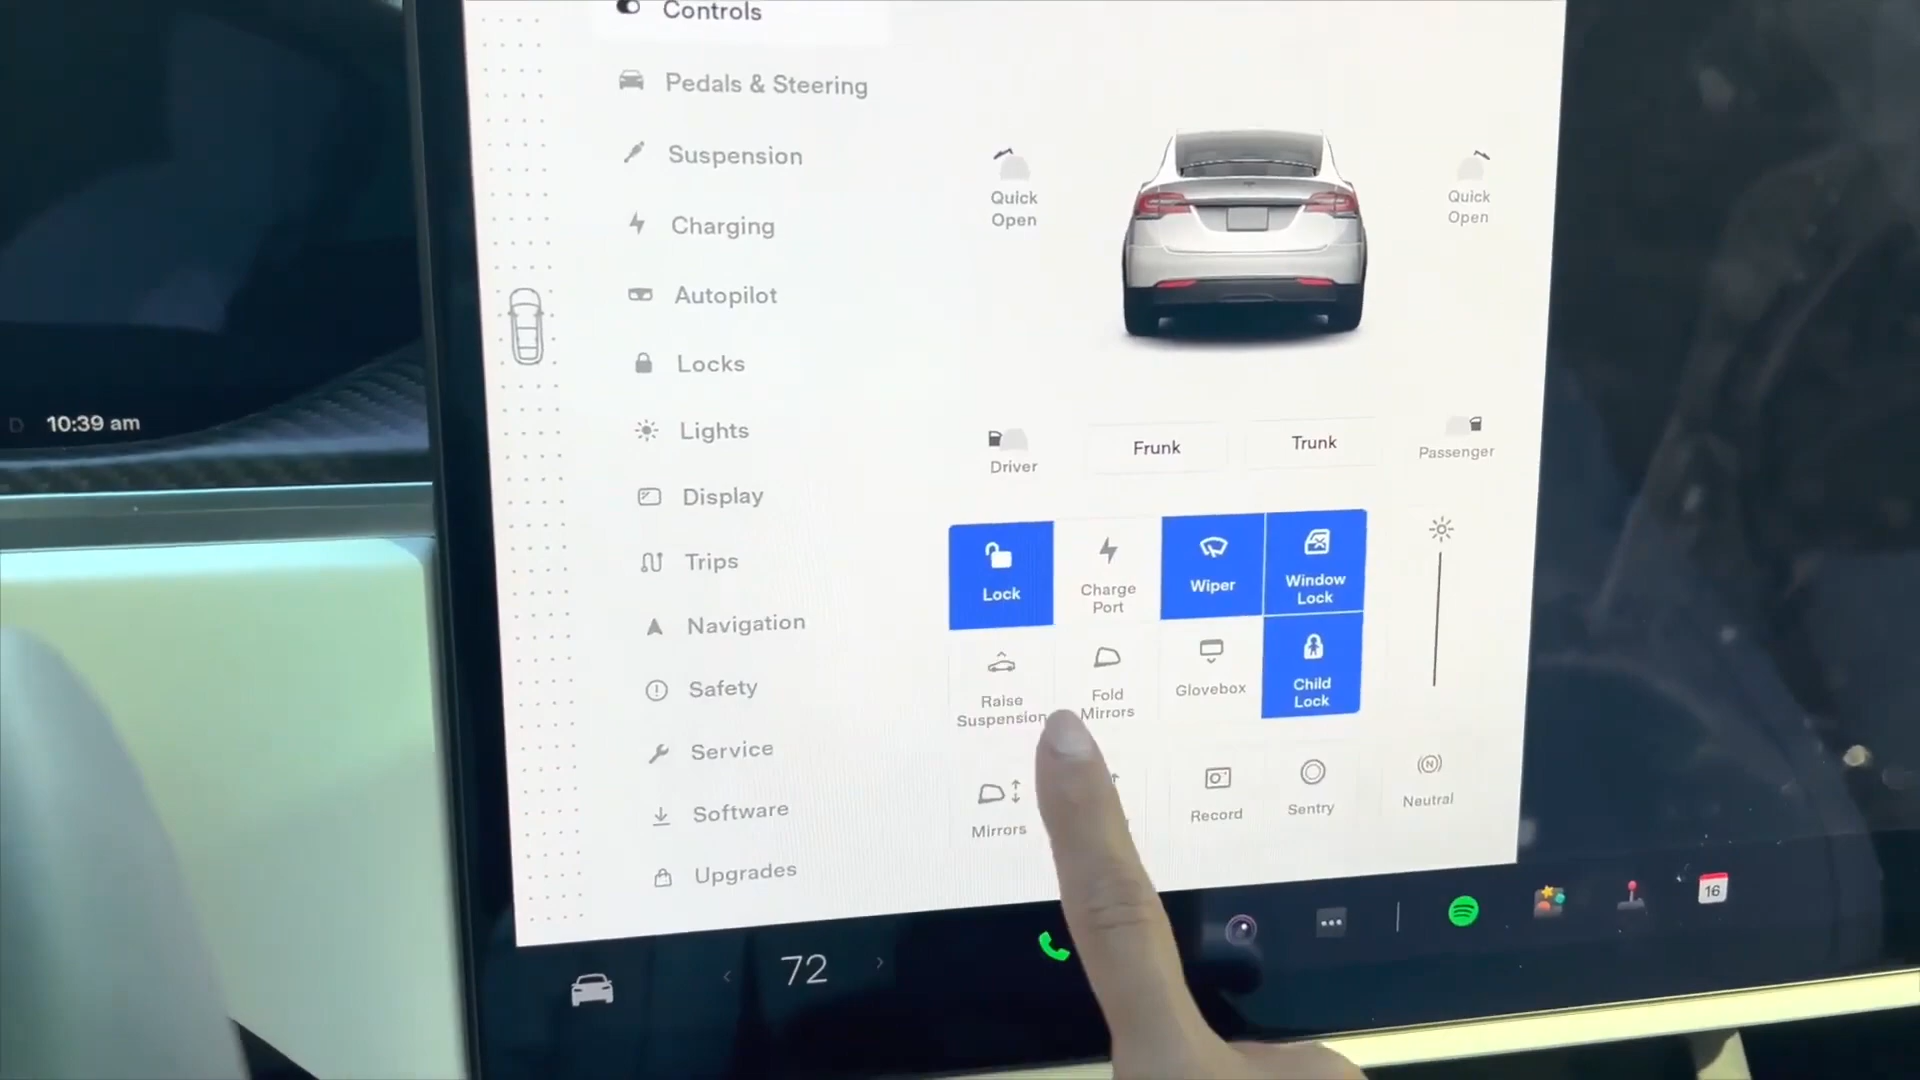 Controls
Pedals & Steering
Suspension
Charging
Autopilot
Locks
Lights
Display
Trips
Navigation
Safety
Service
Software
Upgrades
D 10:39 am
Quick
Open
Quick
Open
Driver
Frunk
Trunk
Passenger
Lock
Charge
Port
Wiper
Window
Lock
Raise
Suspension
Fold
Mirrors
Glovebox
Child
Lock
Mirrors
Record
Sentry
N
Neutral
72
16